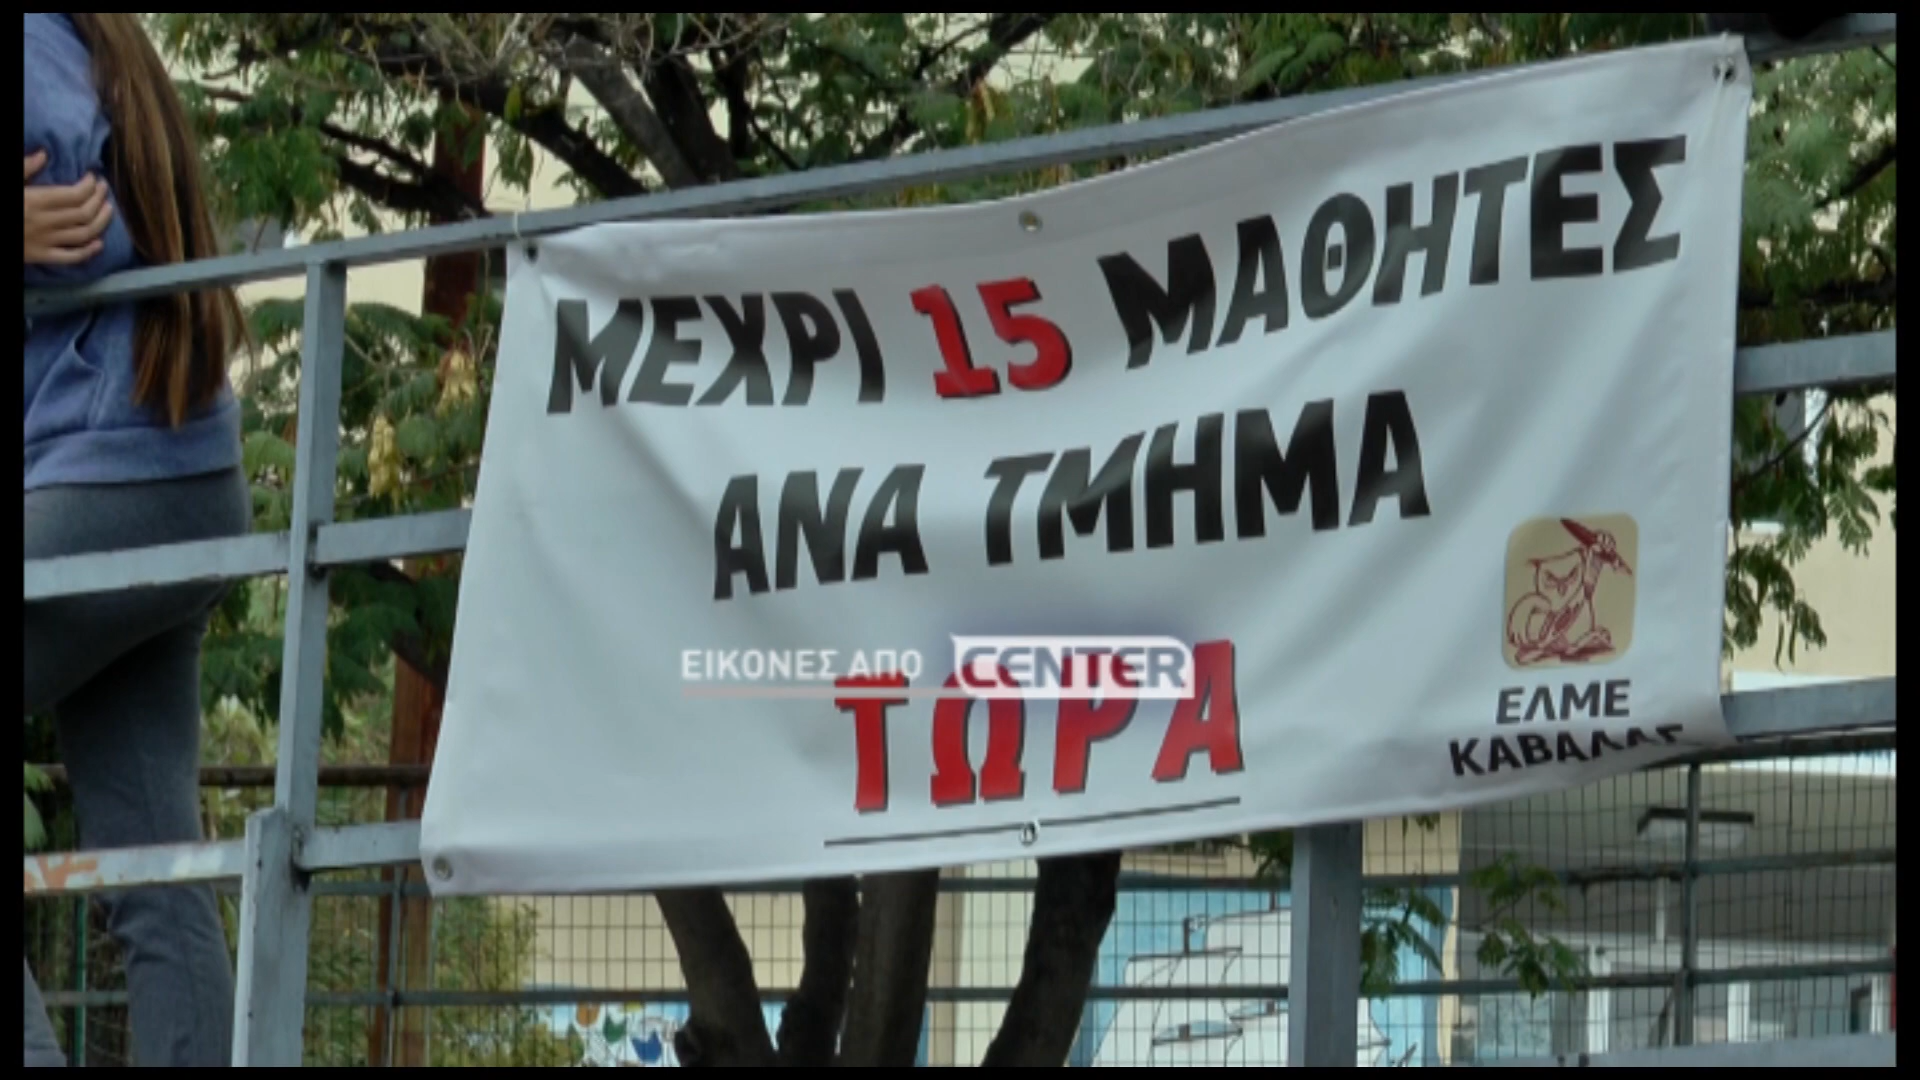 ΜΕΧΡΙ 15 ΜΑΘΗΤΕΣ
ΑΝΑ ΤΜΗΜΑ
ΤΩΡΑ
ΕΙΚΟΝΕΣ ΑΠΟ CENTER
ΕΛΜΕ
ΚΑΒΑΛΑΣ